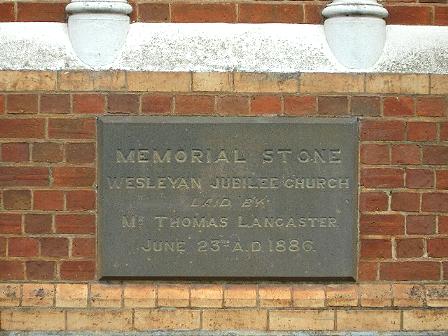 MEMORIAL STONE
WESLEYAN JUBILEE CHURCH
LAID BY
MR THOMAS LANCASTER
JUNE 23RD A.D. 1886.